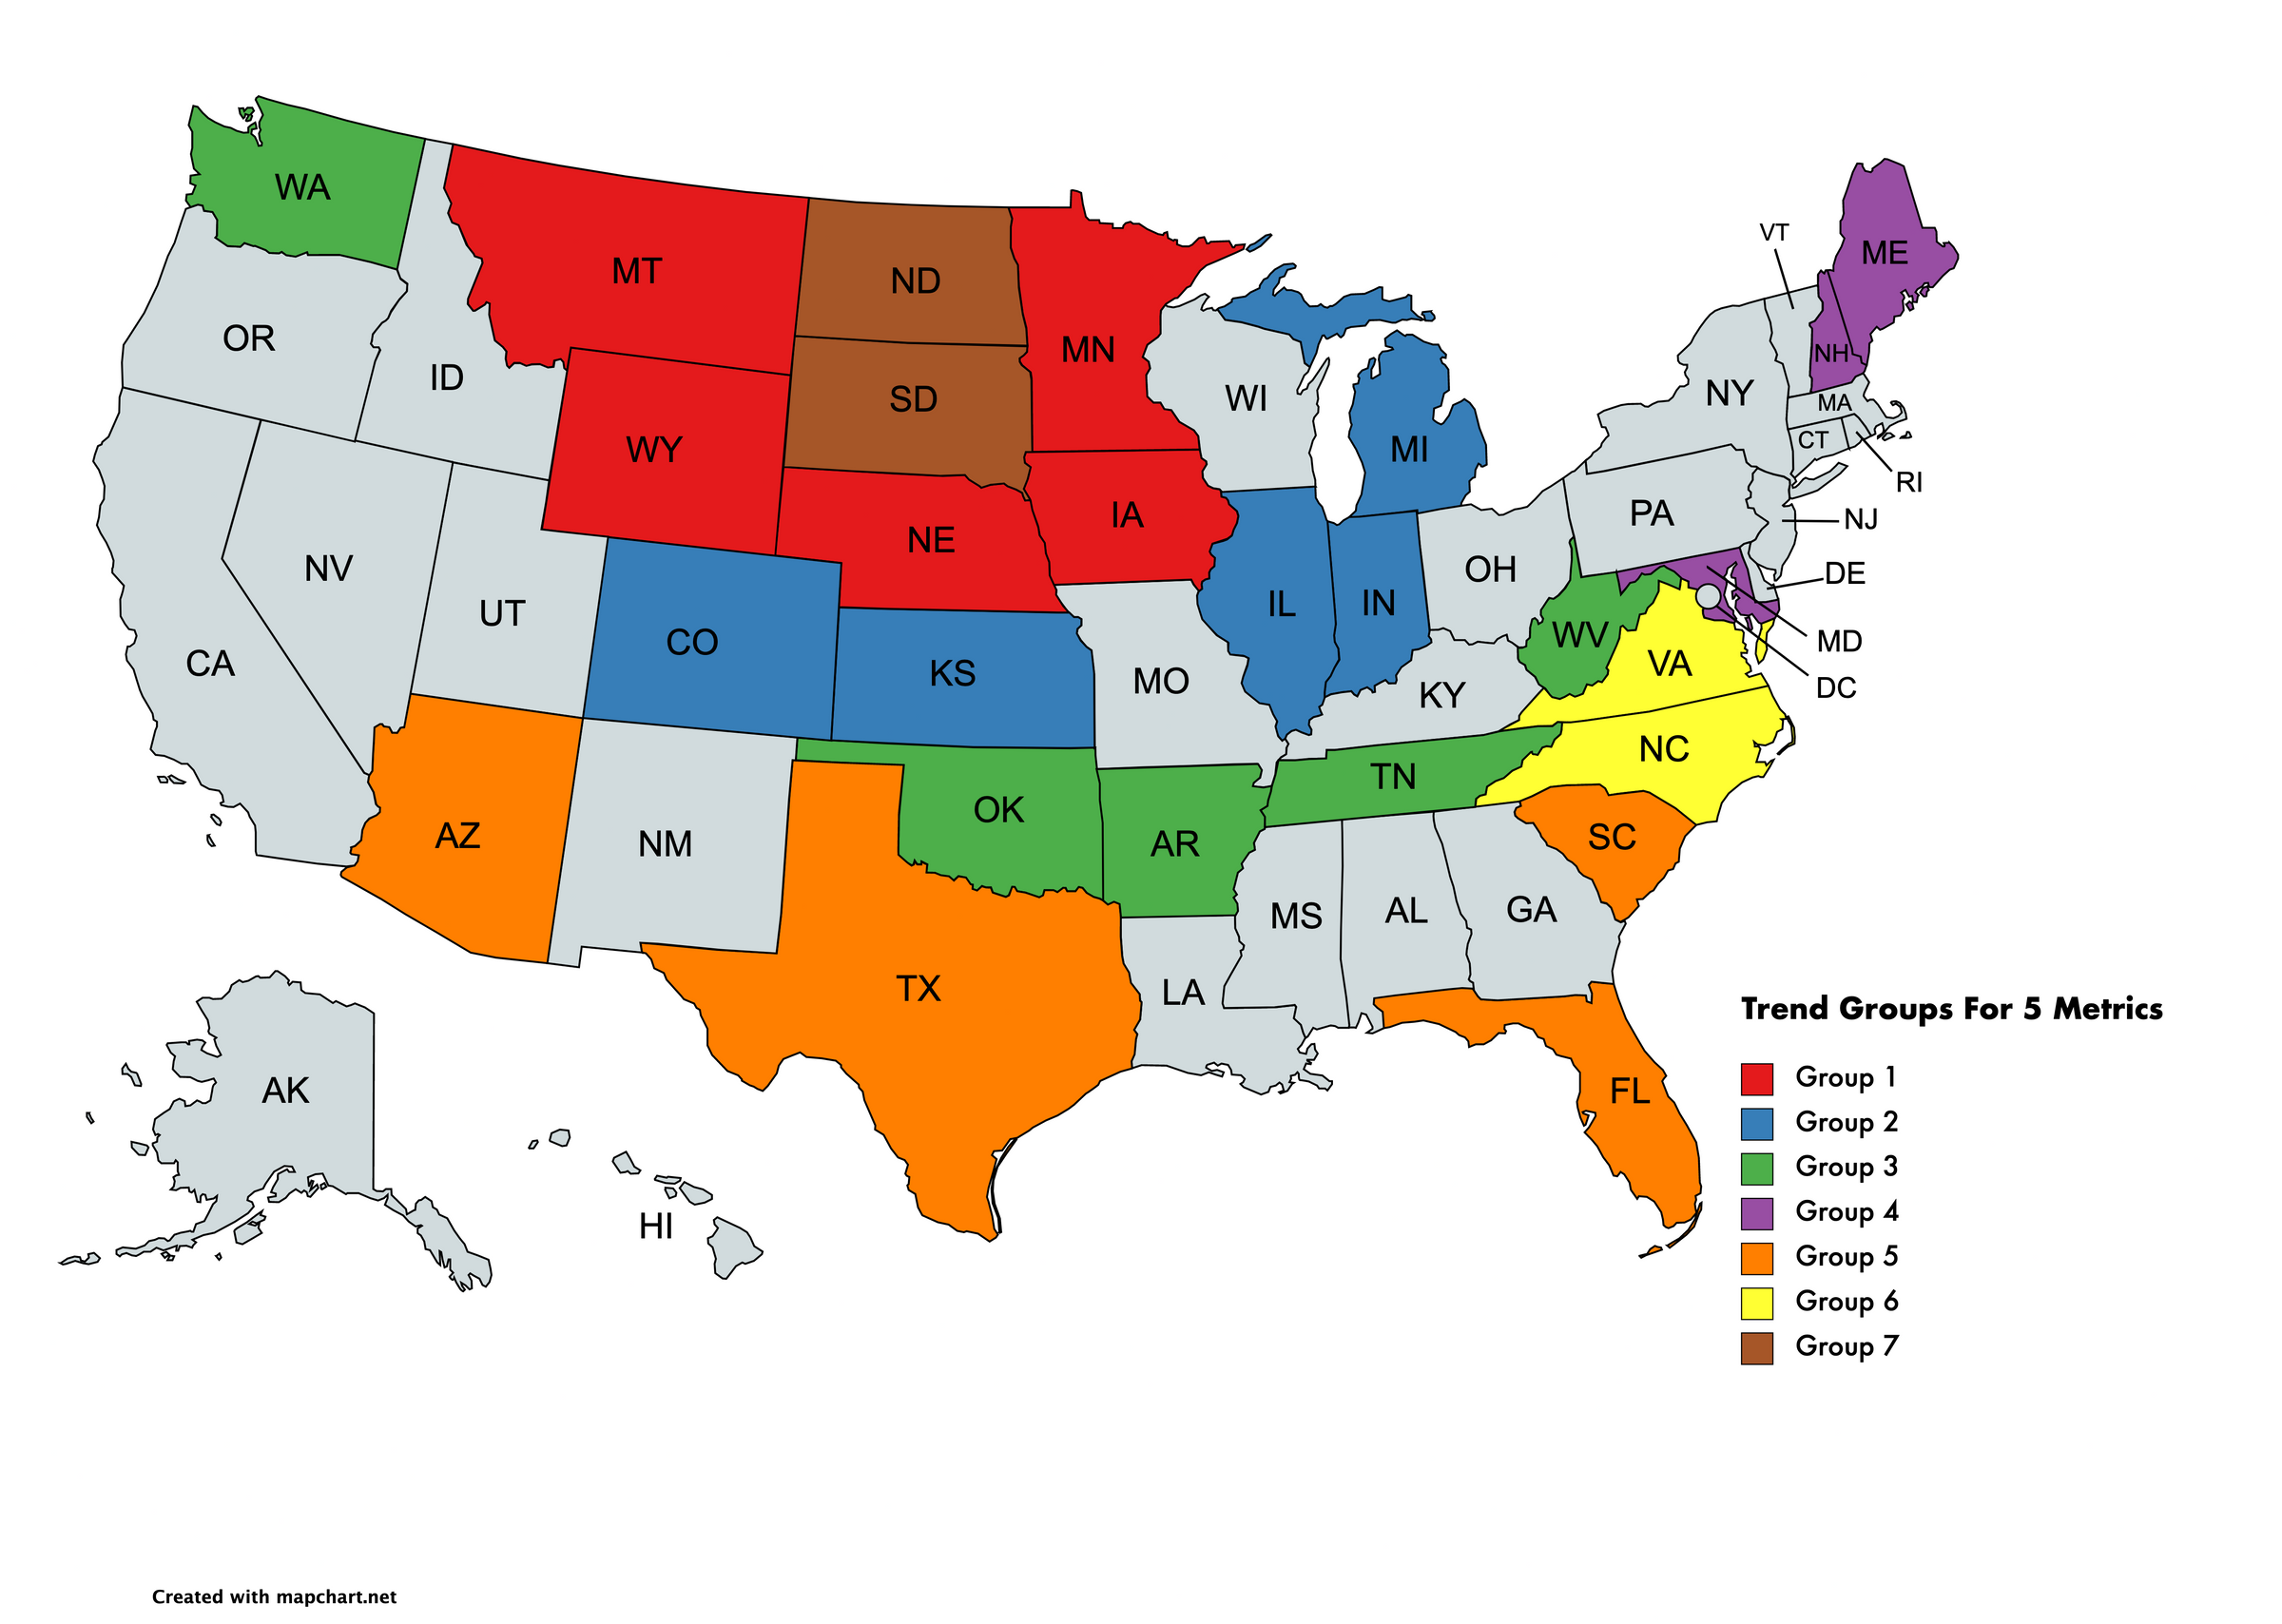 WA
MT
ND
MN
OR
ID
SD
WI
MI
WY
VT
ME
NH
NY
MA
CT
RI
IA
NE
PA
NJ
NV
UT
CO
KS
IL
IN
OH
DE
WV
VA
MD
DC
CA
MO
KY
NC
TN
AZ
NM
OK
AR
SC
MS
AL
GA
TX
LA
FL
AK
HI
Trend Groups For 5 Metrics
Group 1
Group 2
Group 3
Group 4
Group 5
Group 6
Group 7
Created with mapchart.net